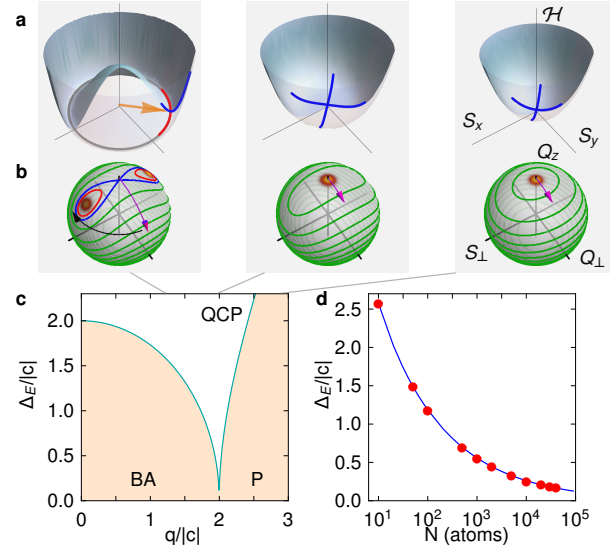 a
ℋ
S_x
S_y
b
Q_z
S_⊥
Q_⊥
c
QCP
Δ_E/|c|
2.0
1.5
1.0
0.5
0.0
BA
P
0
1
2
3
q/|c|
d
Δ_E/|c|
2.5
2.0
1.5
1.0
0.5
0.0
10^1
10^2
10^3
10^4
10^5
N (atoms)